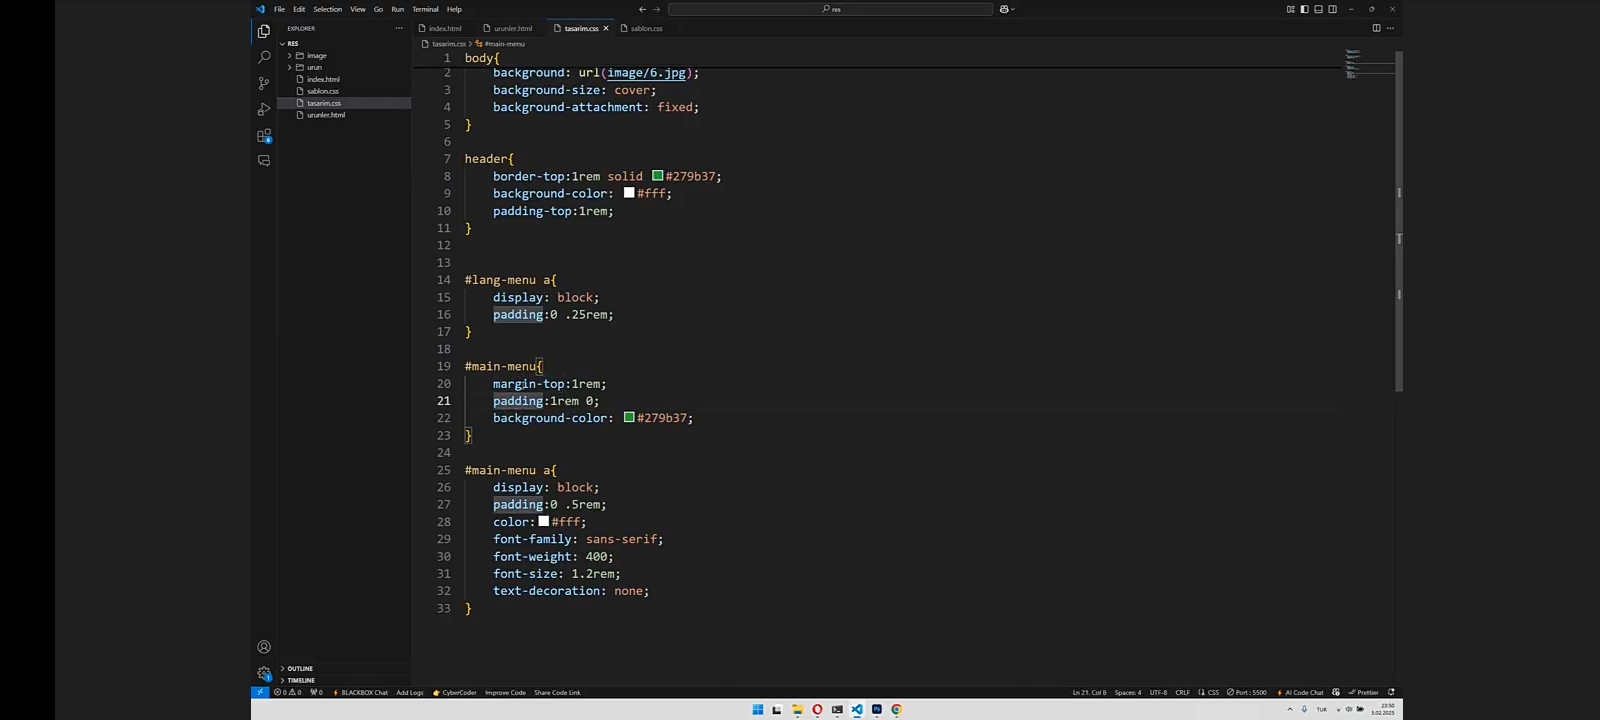 File Edit Selection View Go Run Terminal Help
res
EXPLORER
index.html urunler.html tasarim.css sablon.css
RES
tasarim.css > #main-menu
image
urun
index.html
sablon.css
tasarim.css
urunler.html
1 body{
2 background: url(image/6.jpg);
3 background-size: cover;
4 background-attachment: fixed;
5 }
6
7 header{
8 border-top:1rem solid #279b37;
9 background-color: #fff;
10 padding-top:1rem;
11 }
12
13
14 #lang-menu a{
15 display: block;
16 padding:0 .25rem;
17 }
18
19 #main-menu{
20 margin-top:1rem;
21 padding:1rem 0;
22 background-color: #279b37;
23 }
24
25 #main-menu a{
26 display: block;
27 padding:0 .5rem;
28 color:#fff;
29 font-family: sans-serif;
30 font-weight: 400;
31 font-size: 1.2rem;
32 text-decoration: none;
33 }
OUTLINE
TIMELINE
0 0 0 BLACKBOX Chat Add Logs CyberCoder Improve Code Share Code Link Ln 21, Col 8 Spaces: 4 UTF-8 CRLF CSS Port : 5500 AI Code Chat Prettier
TUR 23:50
5.02.2025